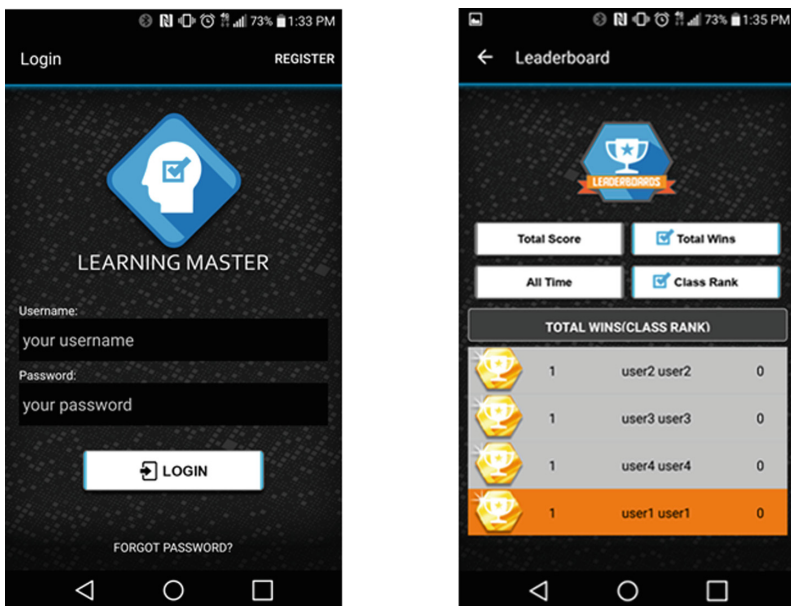 73% 1:33 PM
Login REGISTER
LEARNING MASTER
Username:
your username
Password:
your password
LOGIN
FORGOT PASSWORD?
73% 1:35 PM
Leaderboard
LEADERBOARDS
Total Score Total Wins
All Time Class Rank
TOTAL WINS(CLASS RANK)
1 user2 user2 0
1 user3 user3 0
1 user4 user4 0
1 user1 user1 0